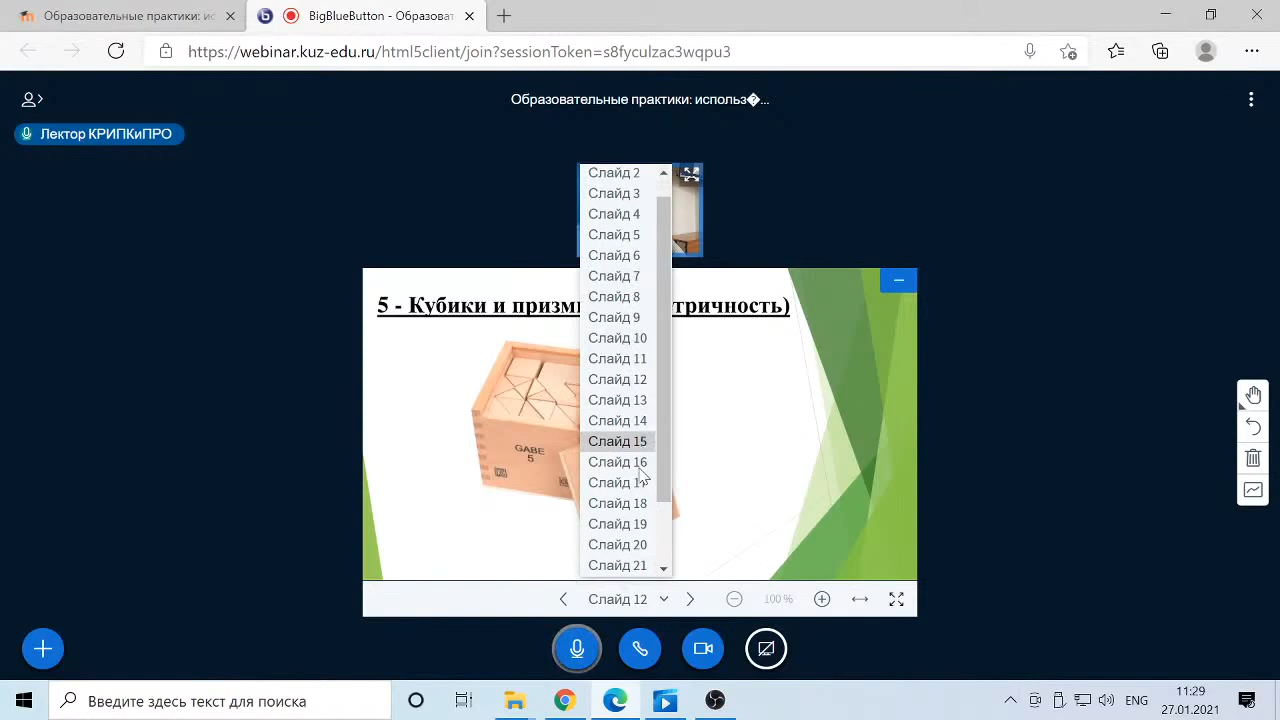 Образовательные практики: ис
BigBlueButton - Образоват
https://webinar.kuz-edu.ru/html5client/join?sessionToken=s8fyculzac3wqpu3
Образовательные практики: использ�...
Лектор КРИПКиПРО
Слайд 2
Слайд 3
Слайд 4
Слайд 5
Слайд 6
Слайд 7
Слайд 8
Слайд 9
Слайд 10
Слайд 11
Слайд 12
Слайд 13
Слайд 14
Слайд 15
Слайд 16
Слайд 17
Слайд 18
Слайд 19
Слайд 20
Слайд 21
5 - Кубики и призм тричность)
GABE
5
Слайд 12
100 %
Введите здесь текст для поиска
ENG
11:29
27.01.2021